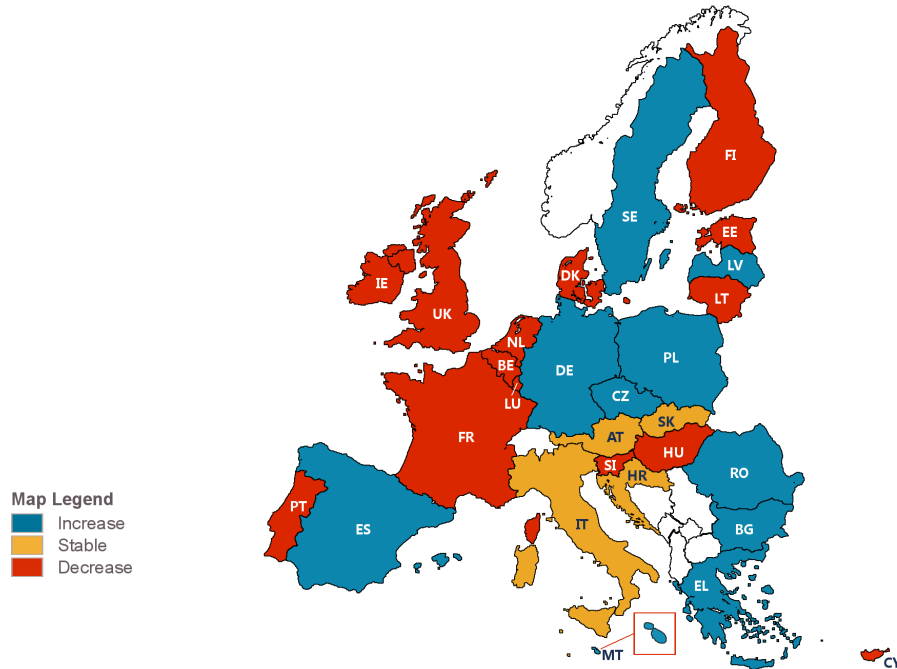 FI
SE
EE
LV
DK
IE
LT
UK
NL
PL
BE
DE
CZ
LU
SK
AT
FR
HU
SI
RO
HR
Map Legend
PT
Increase
IT
ES
BG
Stable
Decrease
EL
MT
CY